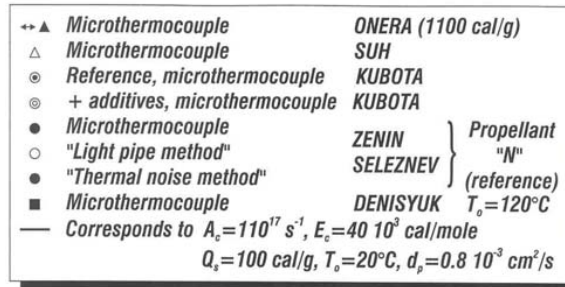 Microthermocouple ONERA (1100 cal/g)
Microthermocouple SUH
Reference, microthermocouple KUBOTA
+ additives, microthermocouple KUBOTA
Microthermocouple
"Light pipe method" ZENIN
"Thermal noise method" SELEZNEV
Propellant
"N"
(reference)
Microthermocouple DENISYUK T₀=120°C
Corresponds to A꜀=110¹⁷ s⁻¹, E꜀=40 10³ cal/mole
Qₛ=100 cal/g, T₀=20°C, dₚ=0.8 10⁻³ cm²/s